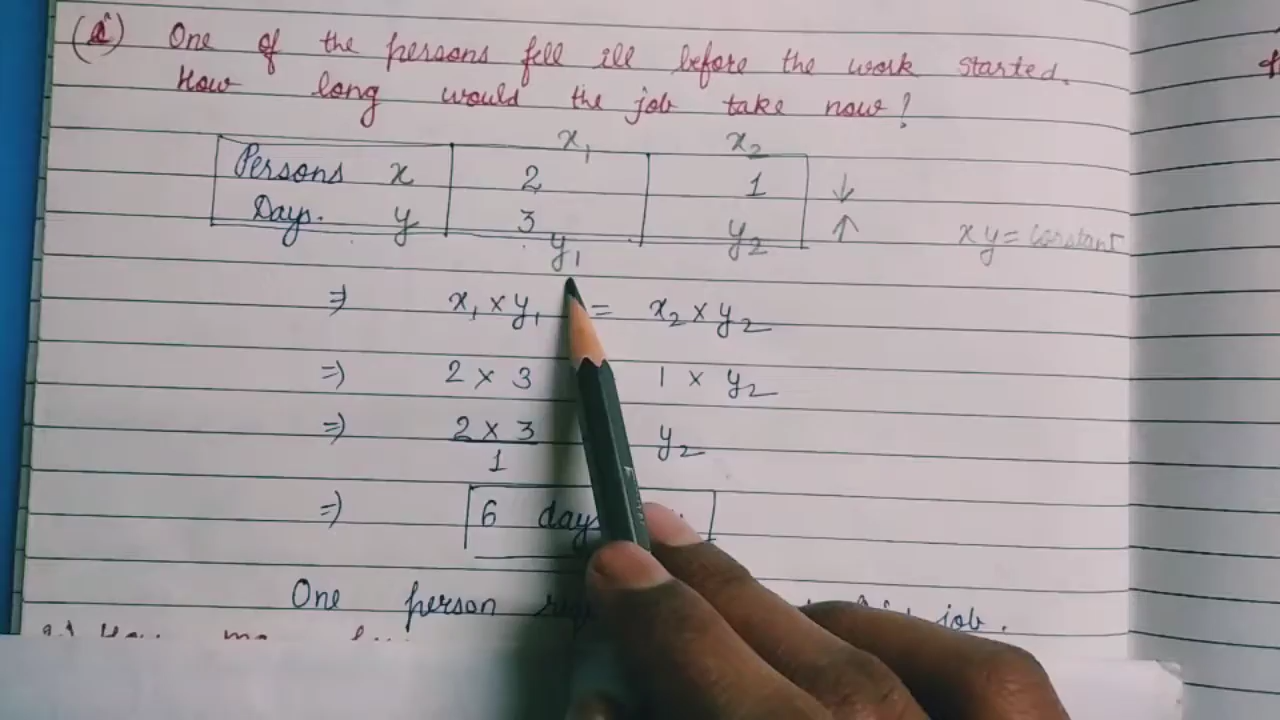 (i) One of the persons fell ill before the work started.
How long would the job take now?
x₁ x₂
Persons x 2 1 ↓
Days. y 3 y₂ ↑ xy = constant
y₁
⇒ x₁ × y₁ = x₂ × y₂
⇒ 2 × 3 1 × y₂
⇒ 2 × 3 y₂
1
⇒ 6 days
One person job.